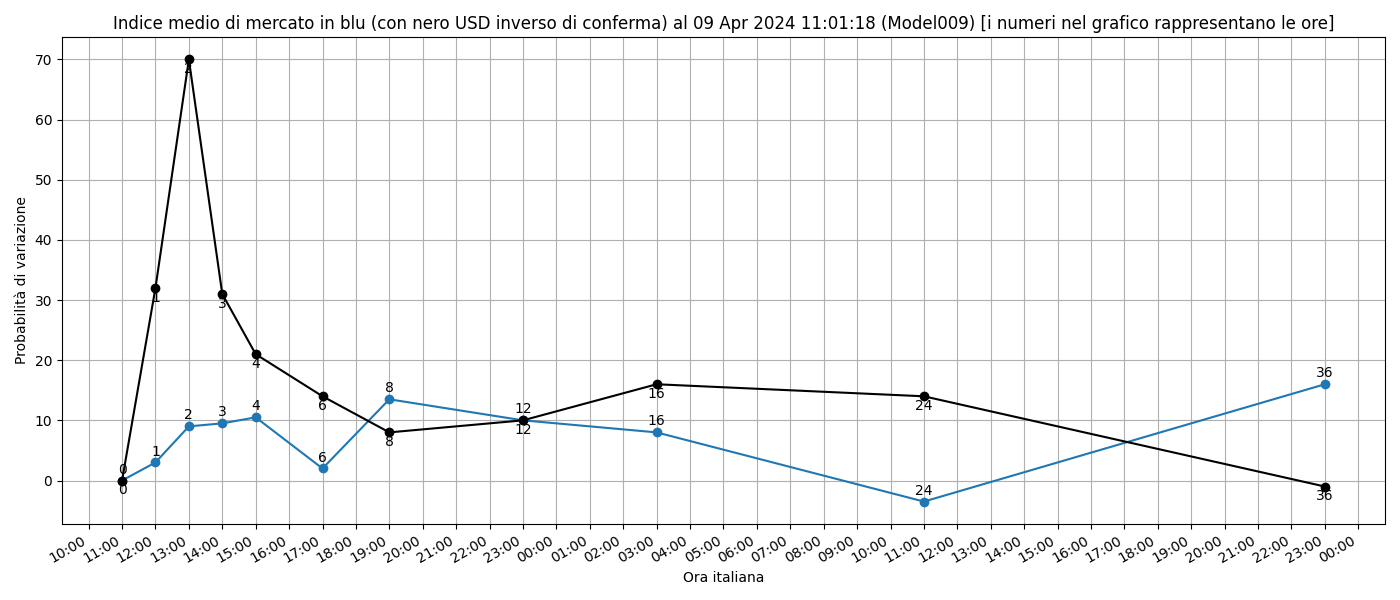 Indice medio di mercato in blu (con nero USD inverso di conferma) al 09 Apr 2024 11:01:18 (Model009) [i numeri nel grafico rappresentano le ore]
Probabilità di variazione
70
60
50
40
30
20
10
0
0 1 2 3 4 6 8 12 16 24 36
0 1 2 3 4 6 8 12 16 24 36
10:00 11:00 12:00 13:00 14:00 15:00 16:00 17:00 18:00 19:00 20:00 21:00 22:00 23:00 00:00 01:00 02:00 03:00 04:00 05:00 06:00 07:00 08:00 09:00 10:00 11:00 12:00 13:00 14:00 15:00 16:00 17:00 18:00 19:00 20:00 21:00 22:00 23:00 00:00
Ora italiana